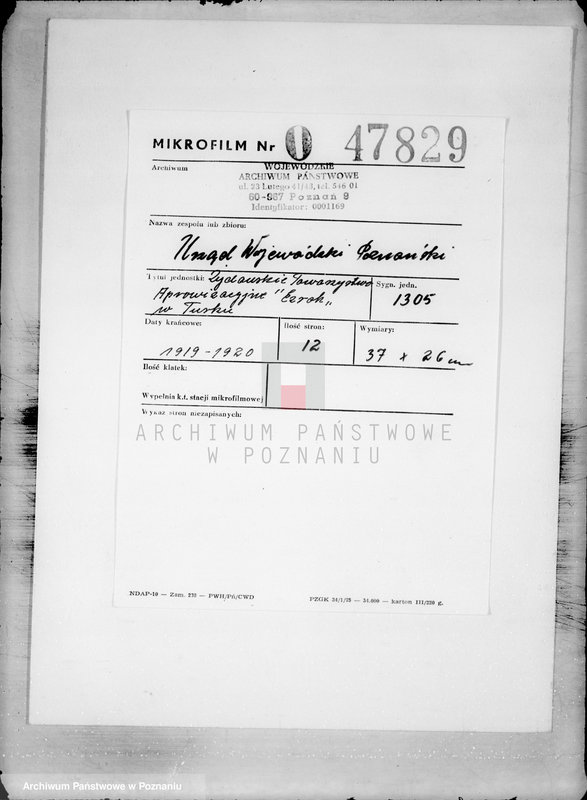 MIKROFILM Nr 0 47829
Archiwum
WOJEWÓDZKIE
ARCHIWUM PAŃSTWOWE
ul. 23 Lutego 41/43, tel. 546 01
60-967 Poznań 9
Identyfikator: 0001169
Nazwa zespołu lub zbioru:
Urząd Wojewódzki Poznański
Tytuł jednostki: Żydowskie Towarzystwo
Aprowizacyjne "Ezrok"
w Turku
Sygn. jedn.
1305
Daty krańcowe:
1919-1920
Ilość stron:
12
Wymiary:
37 x 26 cm
Ilość klatek:
Wypełnia k.t. stacji mikrofilmowej
Wykaz stron niezapisanych:
ARCHIWUM PAŃSTWOWE
W POZNANIU
NDAP-10 — Zam. 270 — PWH/Pń/CWD
PZGK 34/1/75 — 34.000 — karton III/220 g.
Archiwum Państwowe w Poznaniu